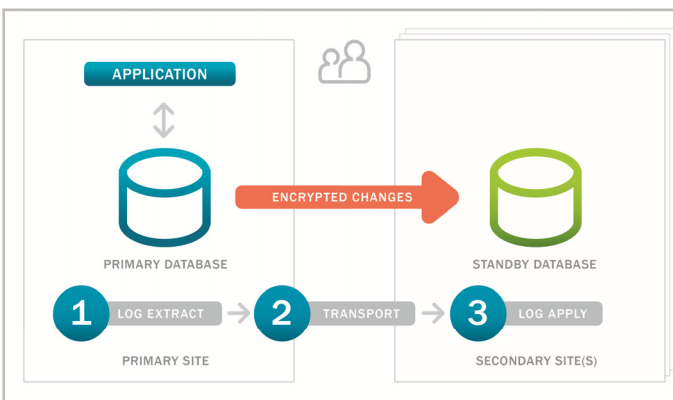 APPLICATION
ENCRYPTED CHANGES
PRIMARY DATABASE
STANDBY DATABASE
1 LOG EXTRACT
2 TRANSPORT
3 LOG APPLY
PRIMARY SITE
SECONDARY SITE(S)